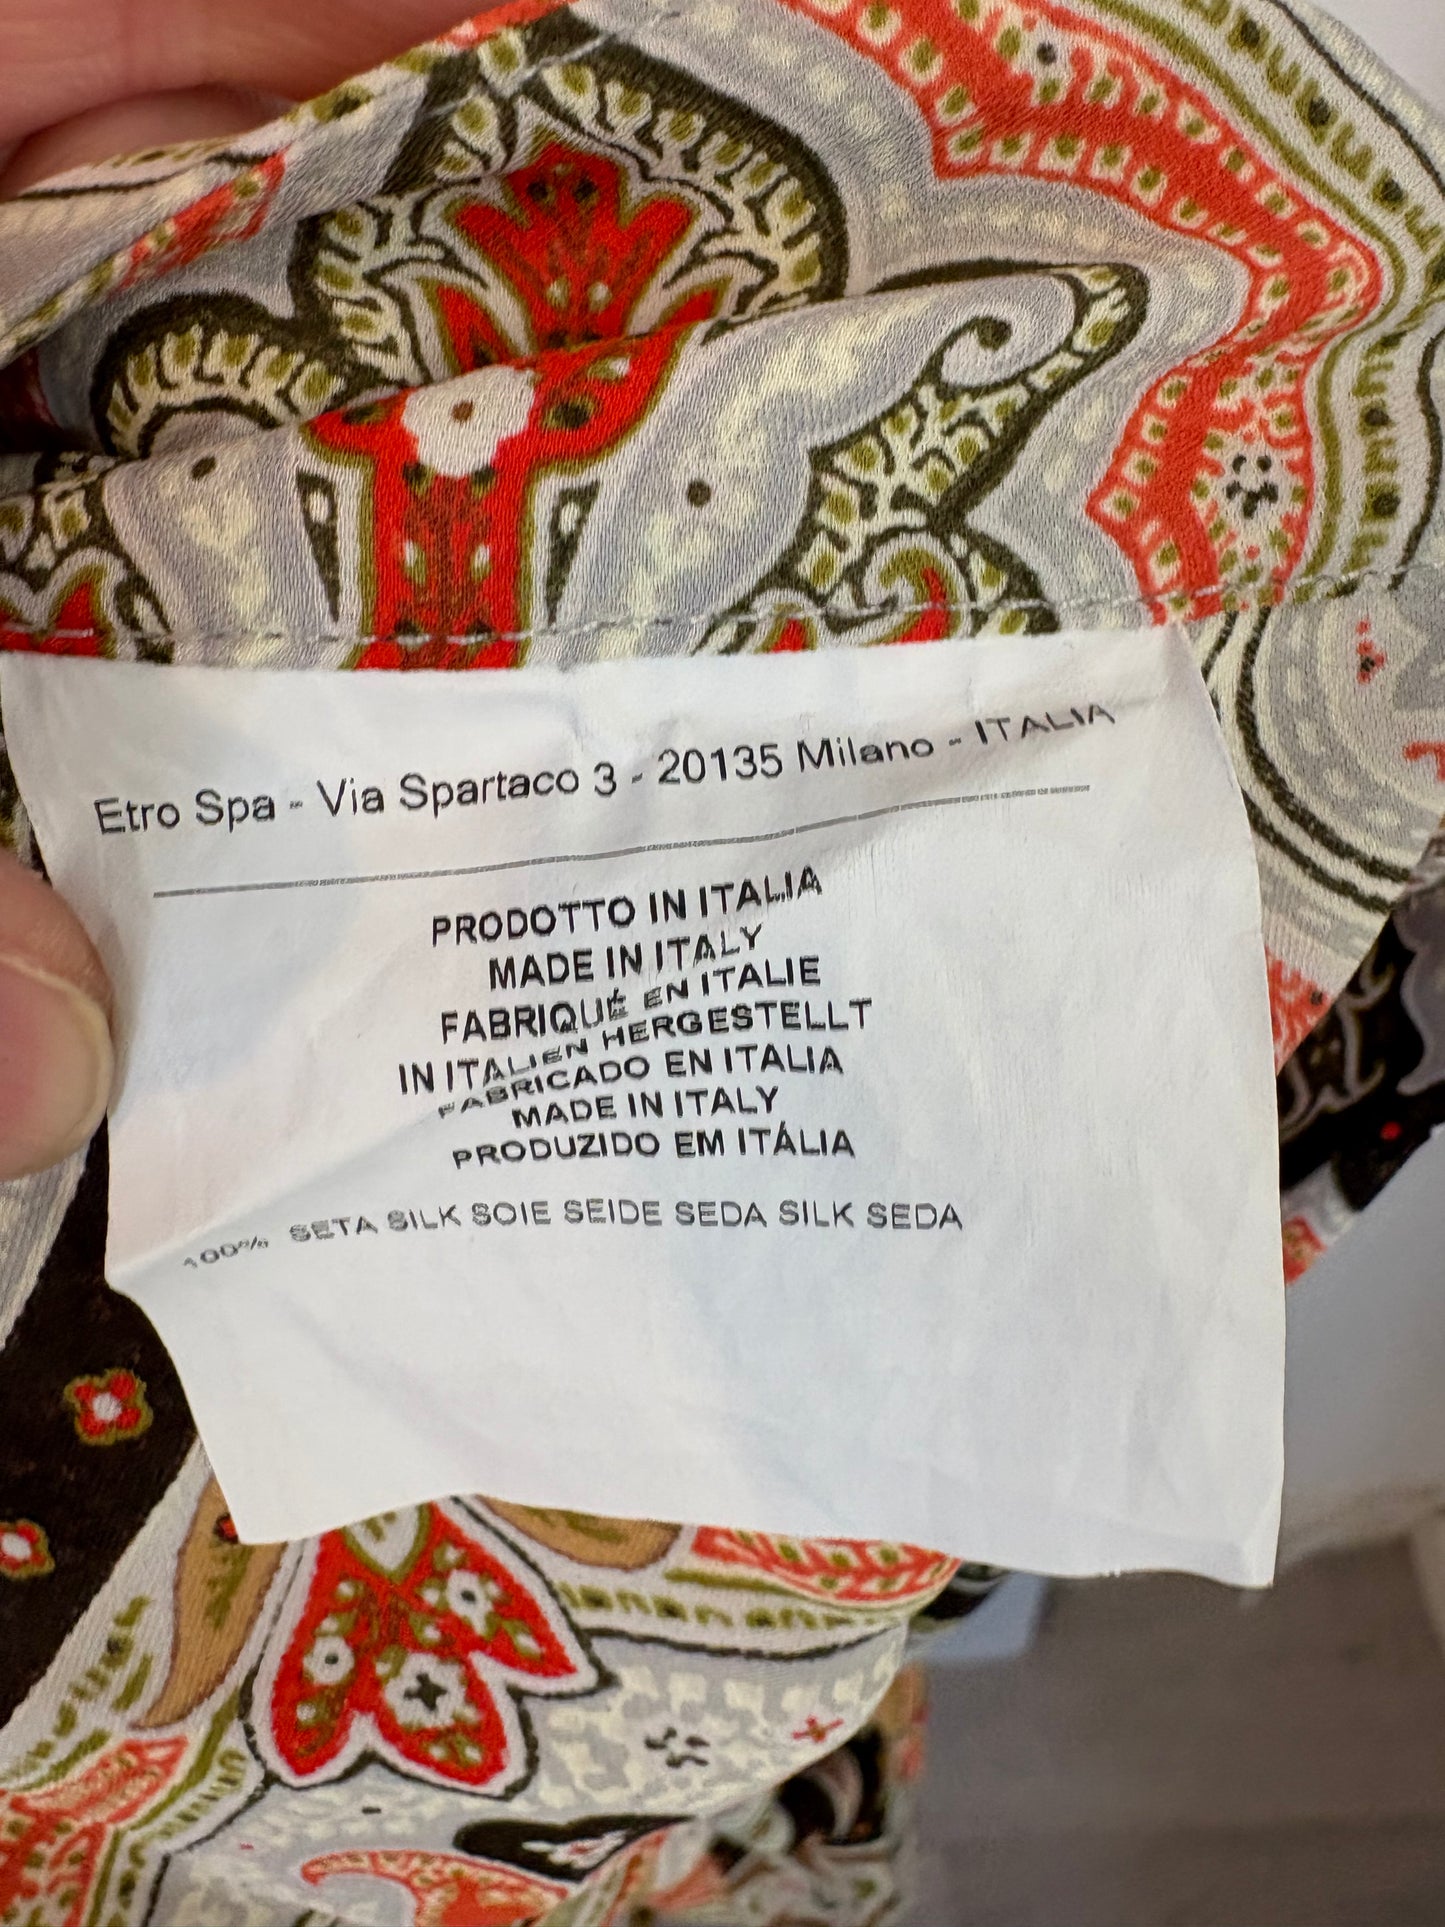 Etro Spa - Via Spartaco 3 - 20135 Milano - ITALIA
PRODOTTO IN ITALIA
MADE IN ITALY
FABRIQUÉ EN ITALIE
IN ITALIEN HERGESTELLT
FABRICADO EN ITALIA
MADE IN ITALY
PRODUZIDO EM ITÁLIA
100% SETA SILK SOIE SEIDE SEDA SILK SEDA